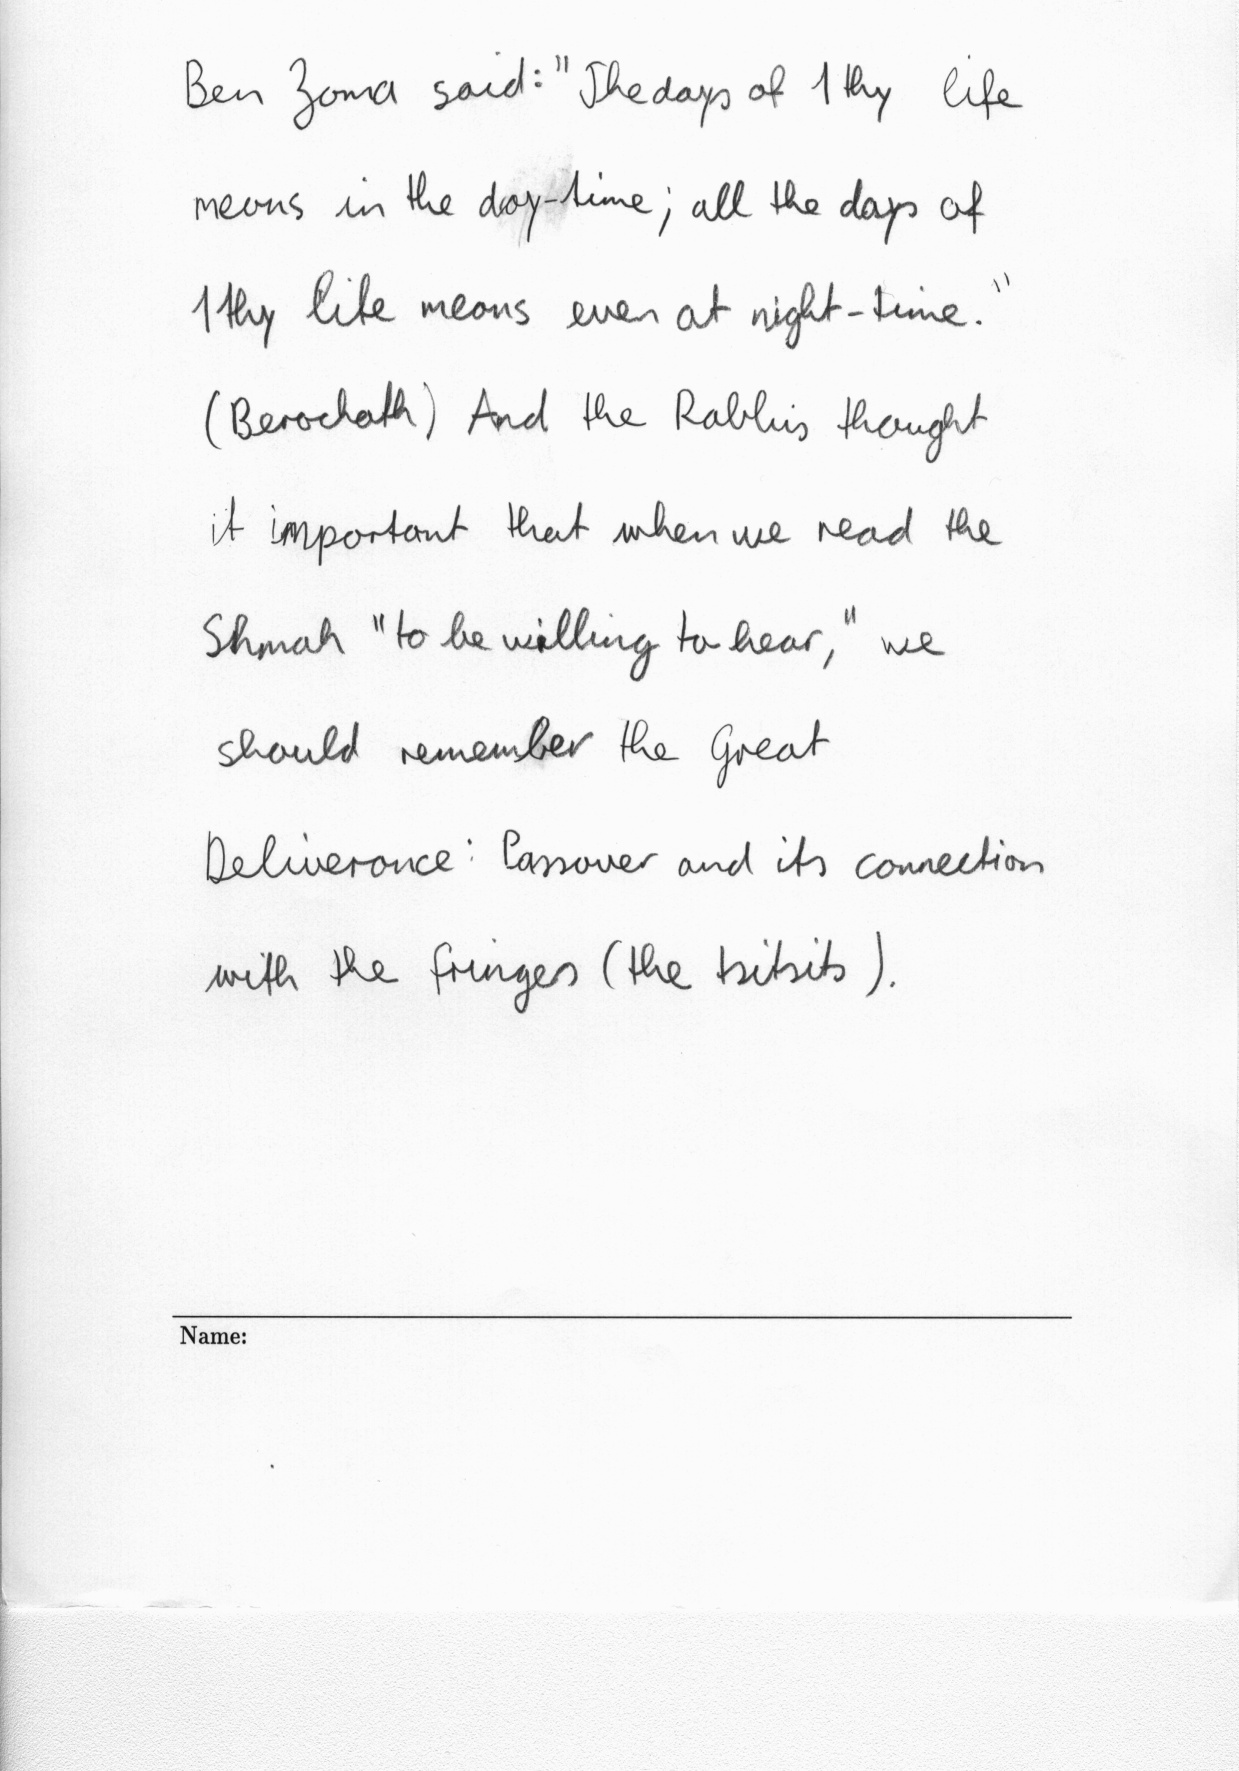 Ben Zoma said: "The days of 1thy life
means in the day-time; all the days of
1thy life means even at night-time."
(Berochoth) And the Rabbis thought
it important that when we read the
Shmah "to be willing to hear," we
should remember the Great
Deliverance: Passover and its connection
with the fringes (the tsitsits).
Name: